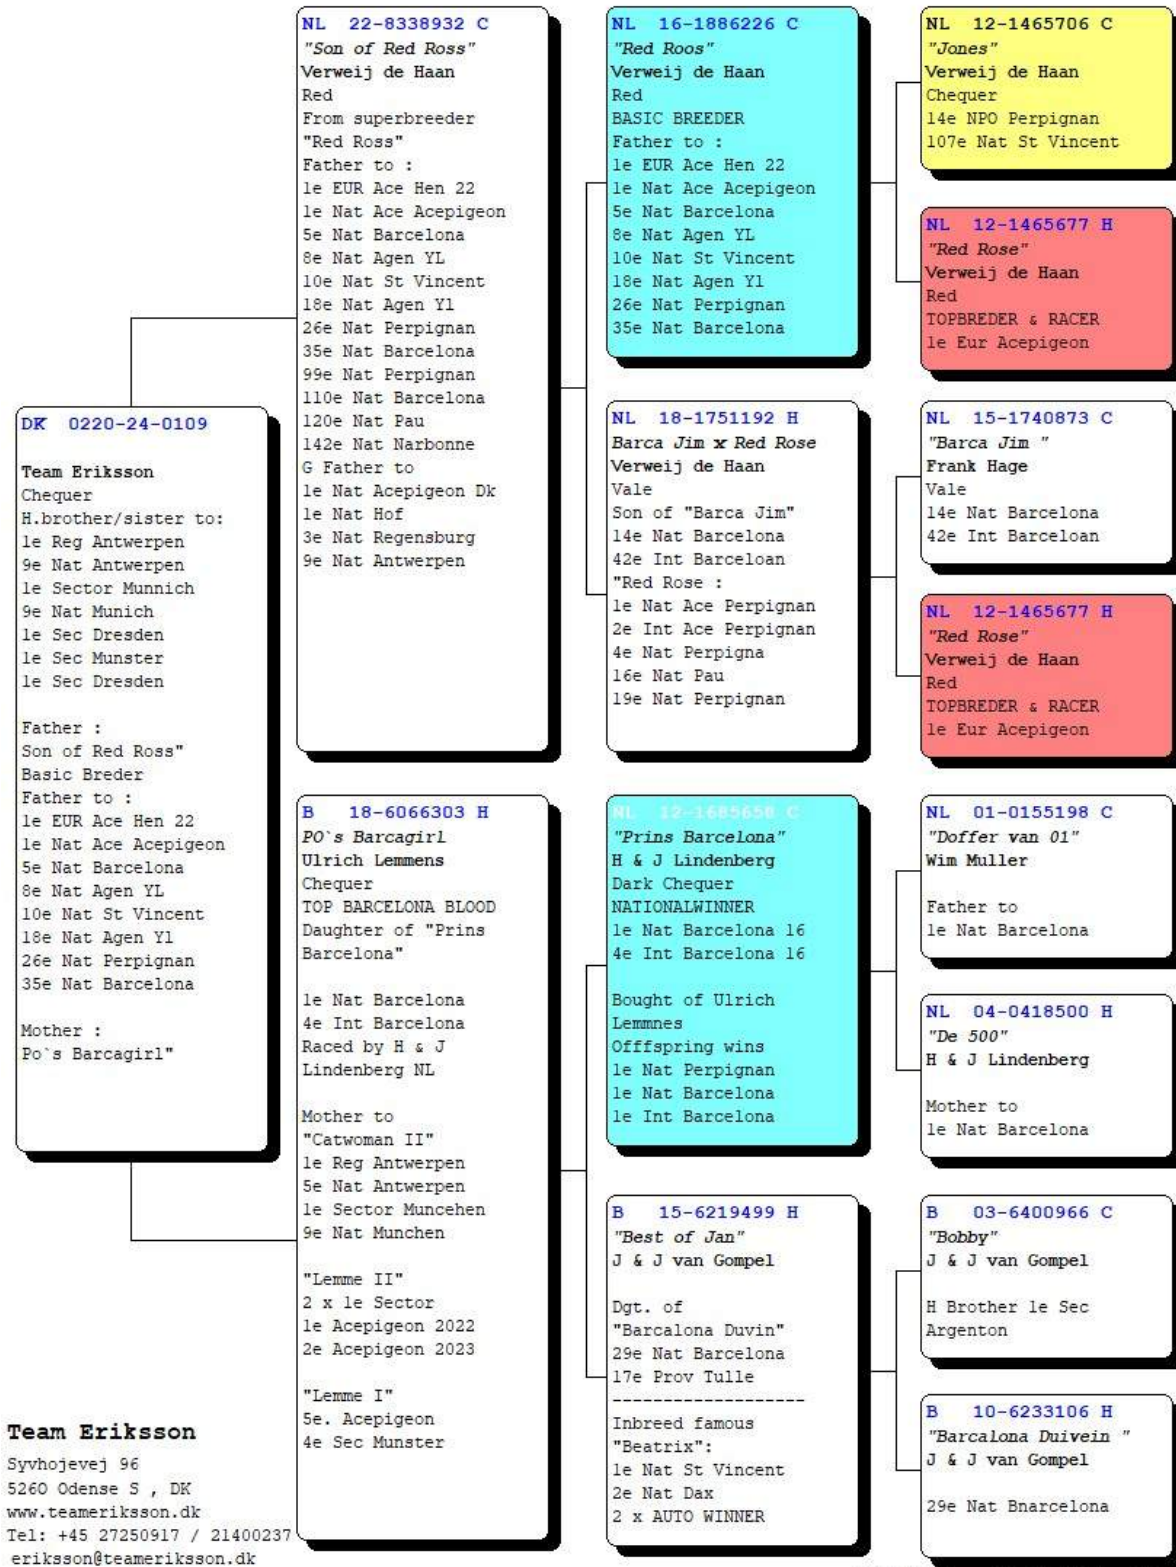 DK 0220-24-0109
Team Eriksson
Chequer
H.brother/sister to:
1e Reg Antwerpen
9e Nat Antwerpen
1e Sector Munnich
9e Nat Munich
1e Sec Dresden
1e Sec Munster
1e Sec Dresden
Father :
Son of Red Ross"
Basic Breder
Father to :
1e EUR Ace Hen 22
1e Nat Ace Acepigeon
5e Nat Barcelona
8e Nat Agen YL
10e Nat St Vincent
18e Nat Agen Yl
26e Nat Perpignan
35e Nat Barcelona
Mother :
Po`s Barcagirl"
NL 22-8338932 C
"Son of Red Ross"
Verweij de Haan
Red
From superbreeder
"Red Ross"
Father to :
1e EUR Ace Hen 22
1e Nat Ace Acepigeon
5e Nat Barcelona
8e Nat Agen YL
10e Nat St Vincent
18e Nat Agen Yl
26e Nat Perpignan
35e Nat Barcelona
99e Nat Perpignan
110e Nat Barcelona
120e Nat Pau
142e Nat Narbonne
G Father to
1e Nat Acepigeon Dk
1e Nat Hof
3e Nat Regensburg
9e Nat Antwerpen
B 18-6066303 H
PO`s Barcagirl
Ulrich Lemmens
Chequer
TOP BARCELONA BLOOD
Daughter of "Prins
Barcelona"
1e Nat Barcelona
4e Int Barcelona
Raced by H & J
Lindenberg NL
Mother to
"Catwoman II"
1e Reg Antwerpen
5e Nat Antwerpen
1e Sector Muncehen
9e Nat Munchen
"Lemme II"
2 x 1e Sector
1e Acepigeon 2022
2e Acepigeon 2023
"Lemme I"
5e. Acepigeon
4e Sec Munster
NL 16-1886226 C
"Red Roos"
Verweij de Haan
Red
BASIC BREEDER
Father to :
1e EUR Ace Hen 22
1e Nat Ace Acepigeon
5e Nat Barcelona
8e Nat Agen YL
10e Nat St Vincent
18e Nat Agen Yl
26e Nat Perpignan
35e Nat Barcelona
NL 18-1751192 H
Barca Jim x Red Rose
Verweij de Haan
Vale
Son of "Barca Jim"
14e Nat Barcelona
42e Int Barceloan
"Red Rose :
1e Nat Ace Perpignan
2e Int Ace Perpignan
4e Nat Perpigna
16e Nat Pau
19e Nat Perpignan
NL 12-1685658 C
"Prins Barcelona"
H & J Lindenberg
Dark Chequer
NATIONALWINNER
1e Nat Barcelona 16
4e Int Barcelona 16
Bought of Ulrich
Lemmnes
Offfspring wins
1e Nat Perpignan
1e Nat Barcelona
1e Int Barcelona
B 15-6219499 H
"Best of Jan"
J & J van Gompel
Dgt. of
"Barcalona Duvin"
29e Nat Barcelona
17e Prov Tulle
-------------------
Inbreed famous
"Beatrix":
1e Nat St Vincent
2e Nat Dax
2 x AUTO WINNER
NL 12-1465706 C
"Jones"
Verweij de Haan
Chequer
14e NPO Perpignan
107e Nat St Vincent
NL 12-1465677 H
"Red Rose"
Verweij de Haan
Red
TOPBREDER & RACER
1e Eur Acepigeon
NL 15-1740873 C
"Barca Jim "
Frank Hage
Vale
14e Nat Barcelona
42e Int Barceloan
NL 12-1465677 H
"Red Rose"
Verweij de Haan
Red
TOPBREDER & RACER
1e Eur Acepigeon
NL 01-0155198 C
"Doffer van 01"
Wim Muller
Father to
1e Nat Barcelona
NL 04-0418500 H
"De 500"
H & J Lindenberg
Mother to
1e Nat Barcelona
B 03-6400966 C
"Bobby"
J & J van Gompel
H Brother 1e Sec
Argenton
B 10-6233106 H
"Barcalona Duivein "
J & J van Gompel
29e Nat Bnarcelona
Team Eriksson
Syvhojevej 96
5260 Odense S , DK
www.teameriksson.dk
Tel: +45 27250917 / 21400237
eriksson@teameriksson.dk